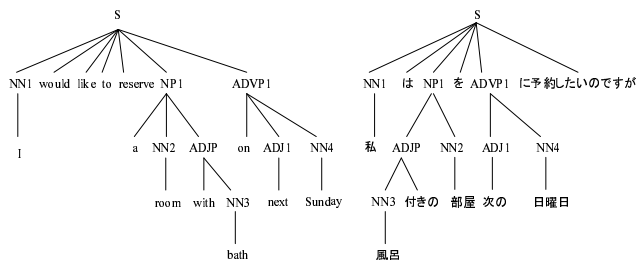 S S
NN1 would like to reserve NP1 ADVP1 NN1 は NP1 を ADVP1 に予約したいのですが
I a NN2 ADJP on ADJ1 NN4 私 ADJP NN2 ADJ1 NN4
room with NN3 next Sunday NN3 付きの 部屋 次の 日曜日
bath 風呂